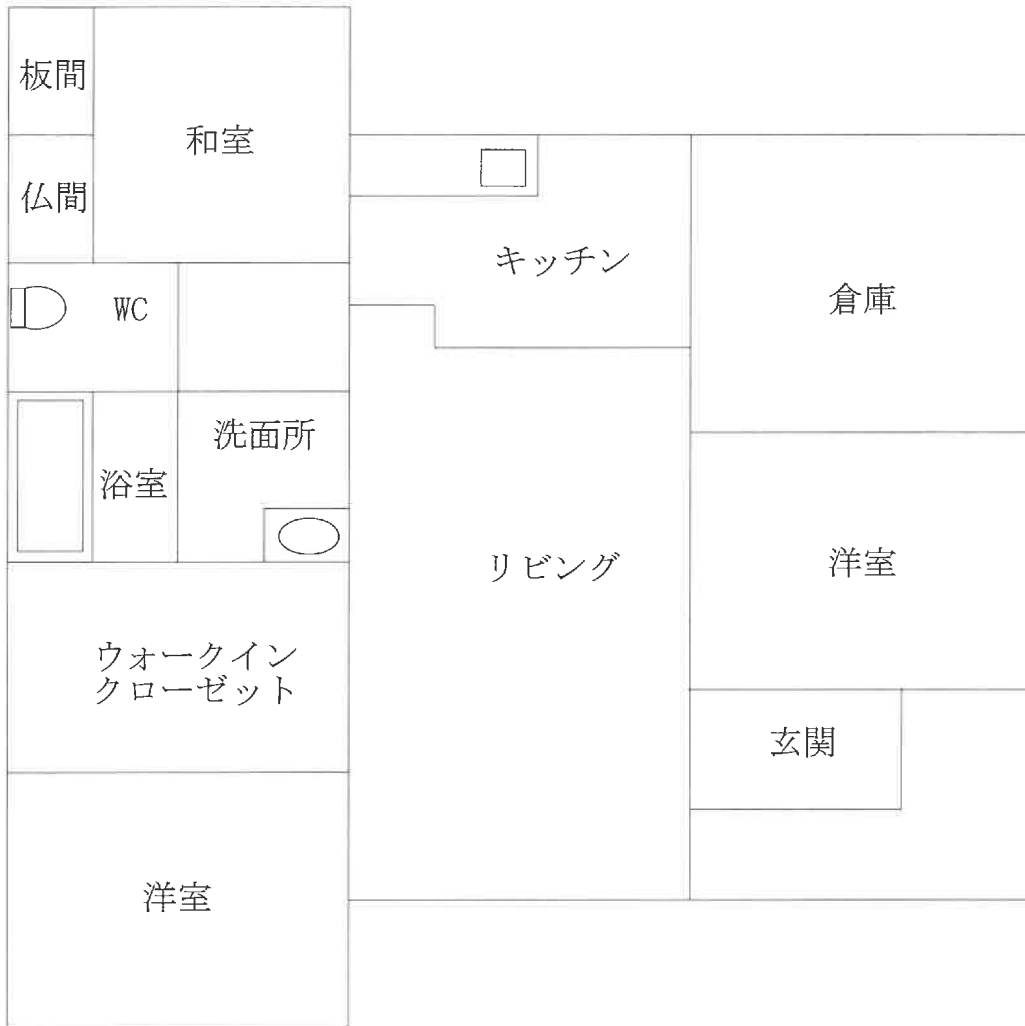 板間
和室
仏間
キッチン
倉庫
WC
洗面所
浴室
リビング
洋室
ウォークイン
クローゼット
玄関
洋室